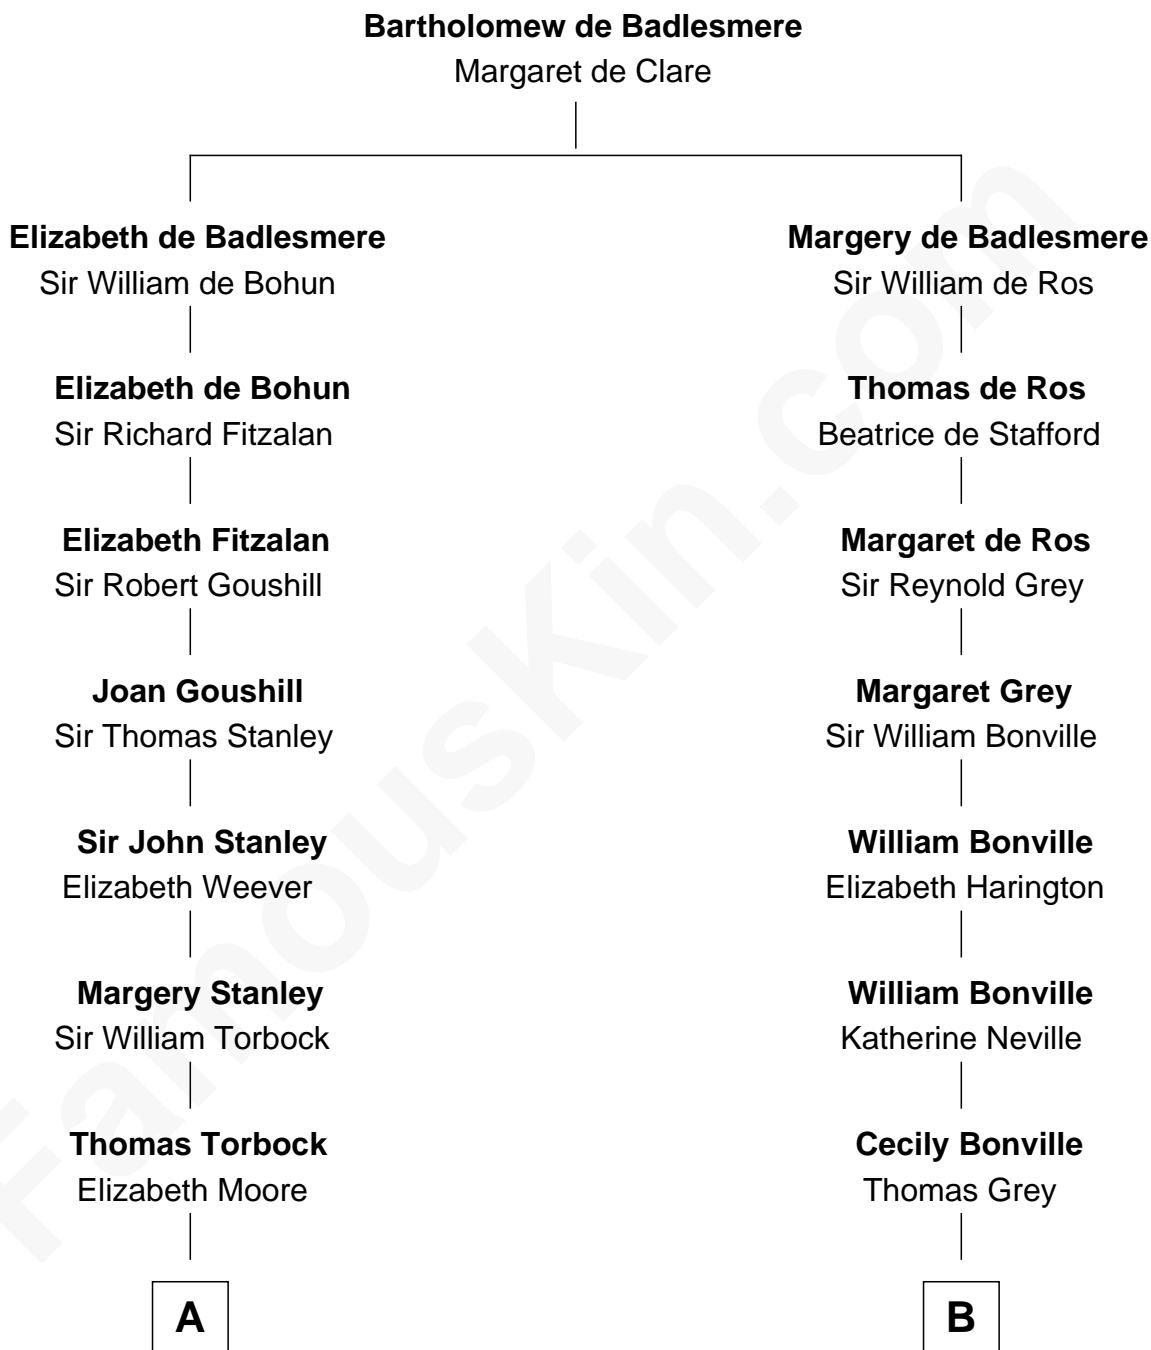 Bartholomew de Badlesmere
Margaret de Clare
Elizabeth de Badlesmere
Sir William de Bohun
Margery de Badlesmere
Sir William de Ros
Elizabeth de Bohun
Sir Richard Fitzalan
Thomas de Ros
Beatrice de Stafford
Elizabeth Fitzalan
Sir Robert Goushill
Margaret de Ros
Sir Reynold Grey
Joan Goushill
Sir Thomas Stanley
Margaret Grey
Sir William Bonville
Sir John Stanley
Elizabeth Weever
William Bonville
Elizabeth Harington
Margery Stanley
Sir William Torbock
William Bonville
Katherine Neville
Thomas Torbock
Elizabeth Moore
Cecily Bonville
Thomas Grey
A
B
FamousKin.com